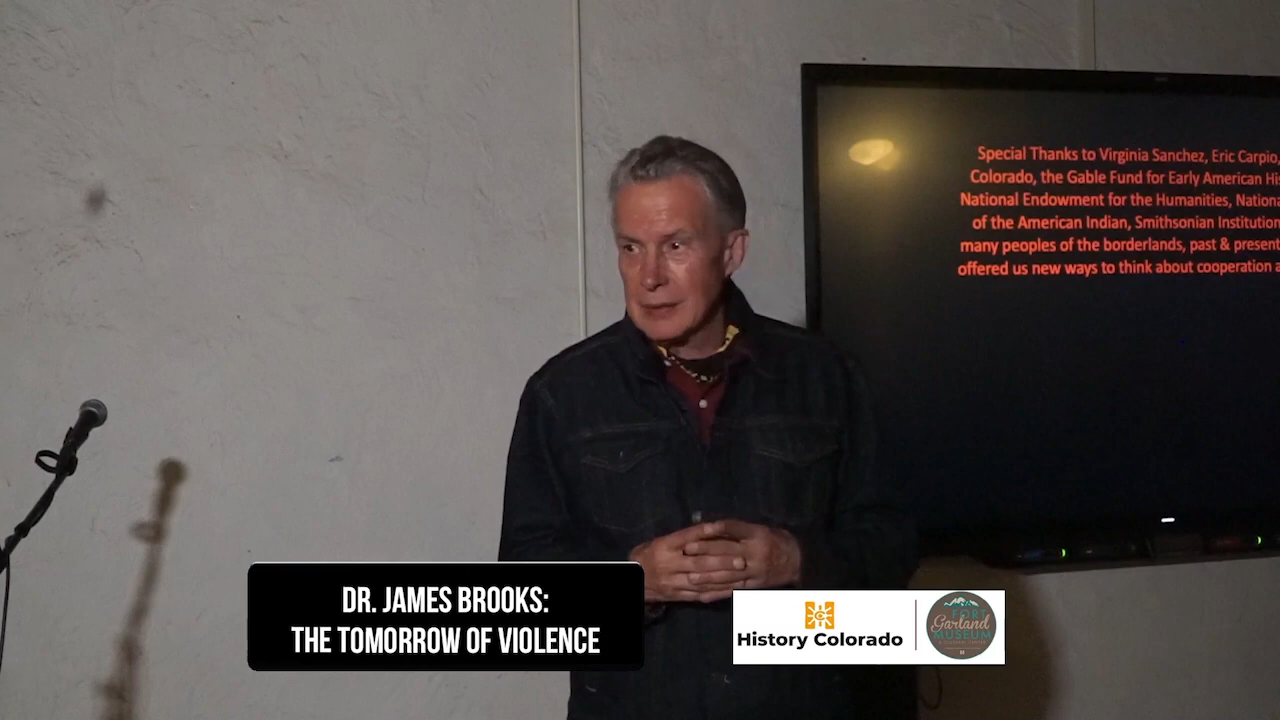 Special Thanks to Virginia Sanchez, Eric Carpio,
Colorado, the Gable Fund for Early American His
National Endowment for the Humanities, Nationa
of the American Indian, Smithsonian Institution
many peoples of the borderlands, past & present
offered us new ways to think about cooperation a
DR. JAMES BROOKS:
THE TOMORROW OF VIOLENCE
History Colorado
FORT
Garland
MUSEUM